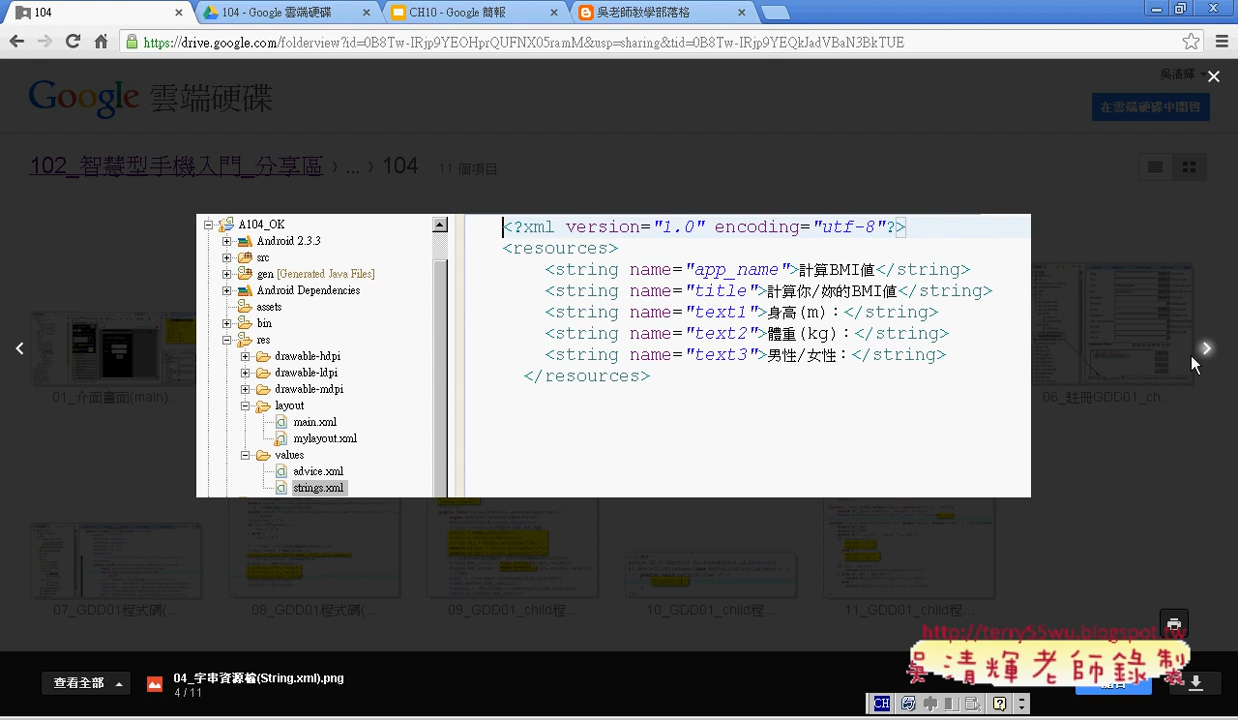 104
104 - Google 雲端硬碟
CH10 - Google 簡報
吳老師教學部落格
https://drive.google.com/folderview?id=0B8Tw-IRjp9YEOHprQUFNX05ramM&usp=sharing&tid=0B8Tw-IRjp9YEQkJadVBaN3BkTUE
吳清輝
Google 雲端硬碟
在雲端硬碟中開啟
102_智慧型手機入門_分享區 › ... › 104 11 個項目
A104_OK
Android 2.3.3
src
gen [Generated Java Files]
Android Dependencies
assets
bin
res
drawable-hdpi
drawable-ldpi
drawable-mdpi
layout
main.xml
mylayout.xml
values
advice.xml
strings.xml
<?xml version="1.0" encoding="utf-8"?>
<resources>
<string name="app_name">計算BMI值</string>
<string name="title">計算你/妳的BMI值</string>
<string name="text1">身高(m)：</string>
<string name="text2">體重(kg)：</string>
<string name="text3">男性/女性：</string>
</resources>
01_介面畫面(main)...
06_註冊GDD01_ch...
07_GDD01程式碼(...
08_GDD01程式碼(...
09_GDD01_child程...
10_GDD01_child程...
11_GDD01_child程...
http://terry55wu.blogspot.tw
吳清輝老師錄製
查看全部
04_字串資源檔(String.xml).png
4 / 11
CH